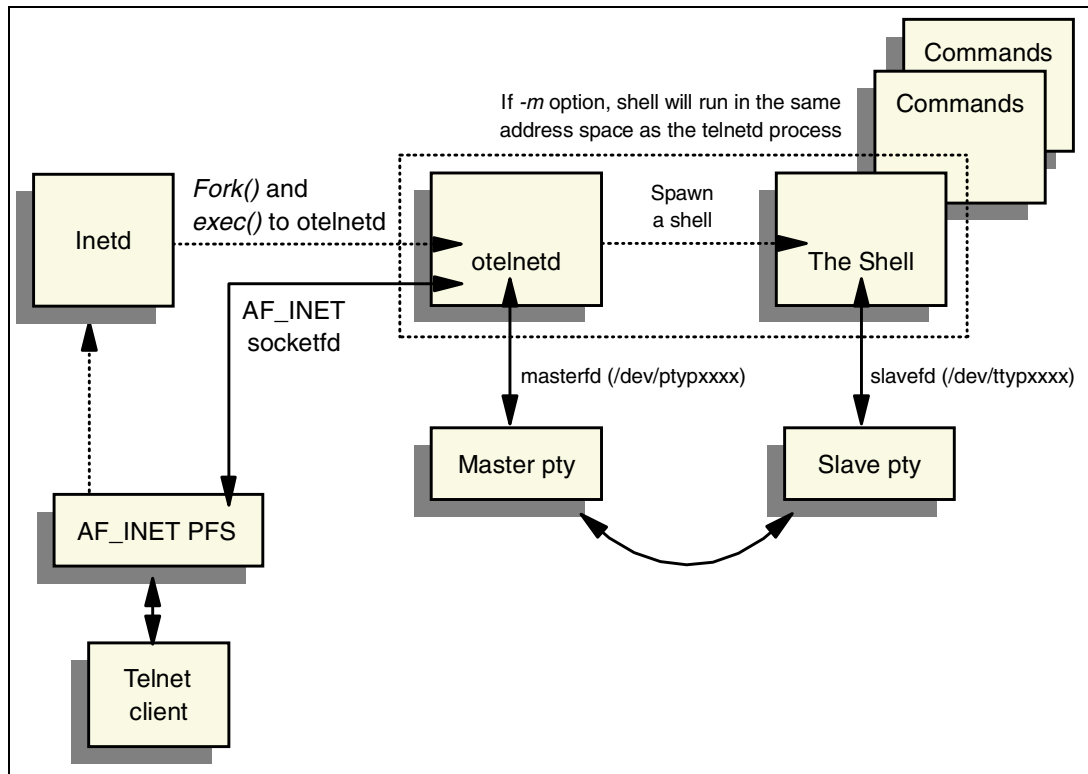 Commands
Commands
If -m option, shell will run in the same
address space as the telnetd process
Fork() and
exec() to otelnetd
Inetd
Spawn
a shell
otelnetd
The Shell
AF_INET
socketfd
masterfd (/dev/ptypxxxx)
slavefd (/dev/ttypxxxx)
Master pty
Slave pty
AF_INET PFS
Telnet
client